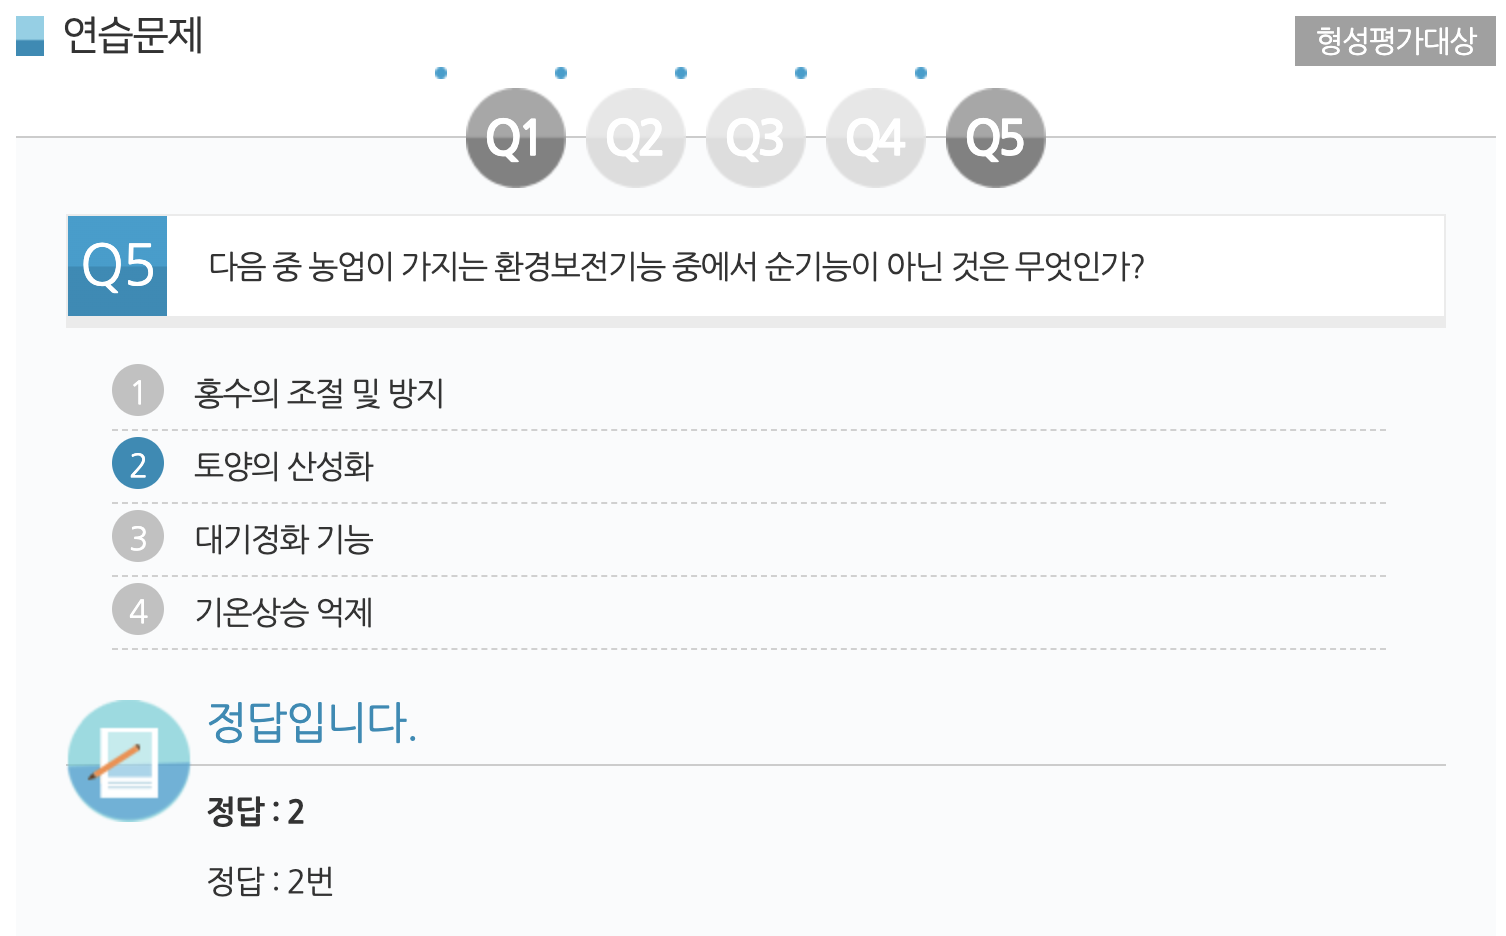 연습문제
형성평가대상
Q1 Q2 Q3 Q4 Q5
Q5 다음 중 농업이 가지는 환경보전기능 중에서 순기능이 아닌 것은 무엇인가?
1 홍수의 조절 및 방지
2 토양의 산성화
3 대기정화 기능
4 기온상승 억제
정답입니다.
정답 : 2
정답 : 2번